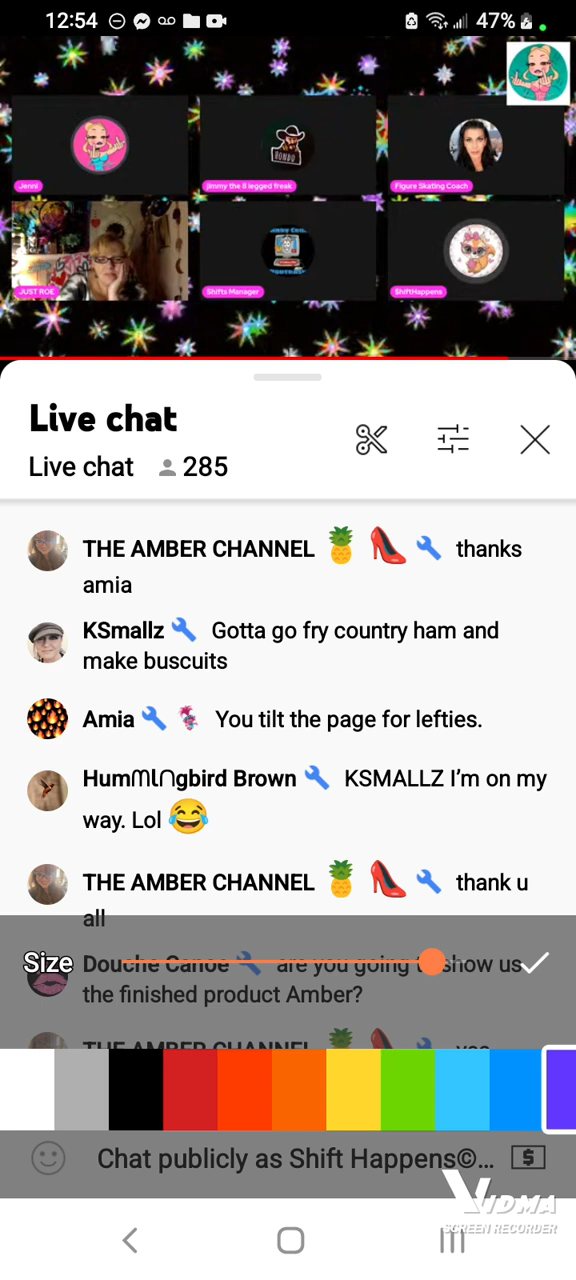 12:54
47%
Jenni
Jimmy the 8 legged freak
Figure Skating Coach
RONDO
JUST ROE
Shifts Manager
ShiftHappens
Live chat
Live chat 285
THE AMBER CHANNEL 🍍 👠 🔧 thanks
amia
KSmallz 🔧 Gotta go fry country ham and
make buscuits
Amia 🔧 You tilt the page for lefties.
Humᗰᥣᑎgbird Brown 🔧 KSMALLZ I'm on my
way. Lol 😂
THE AMBER CHANNEL 🍍 👠 🔧 thank u
all
Size
Douche Canoe 🔧 are you going to show us
the finished product Amber?
THE AMBER CHANNEL 🍍 👠 🔧 yes
Chat publicly as Shift Happens©...
$
VIDMA
SCREEN RECORDER